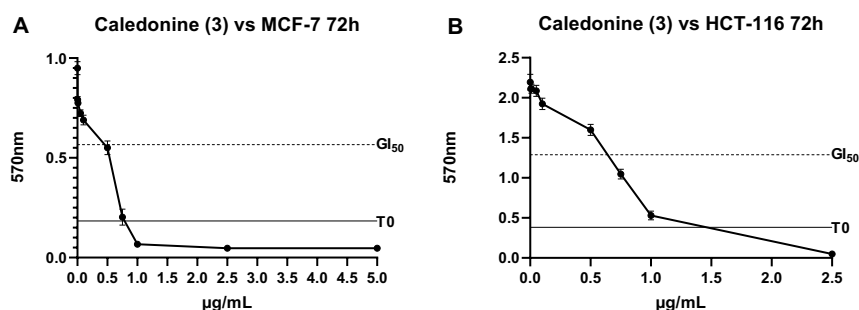 A
Caledonine (3) vs MCF-7 72h
1.0
0.5
0.0
570nm
GI₅₀
T0
0.0 0.5 1.0 1.5 2.0 2.5 3.0 3.5 4.0 4.5 5.0
µg/mL
B
Caledonine (3) vs HCT-116 72h
2.5
2.0
1.5
1.0
0.5
0.0
570nm
GI₅₀
T0
0.0 0.5 1.0 1.5 2.0 2.5
µg/mL